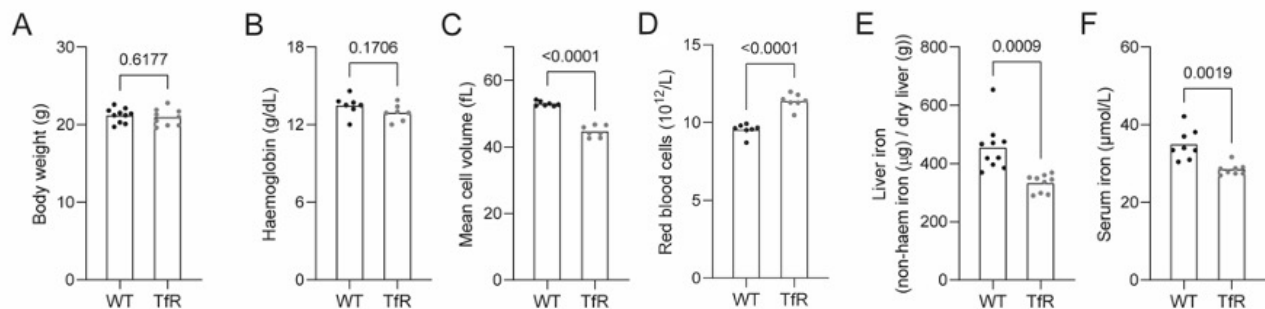 A
Body weight (g)
30
20
10
0
0.6177
WT
TfR
B
Haemoglobin (g/dL)
18
12
6
0
0.1706
WT
TfR
C
Mean cell volume (fL)
60
40
20
0
<0.0001
WT
TfR
D
Red blood cells (10¹²/L)
15
10
5
0
<0.0001
WT
TfR
E
Liver iron
(non-haem iron (µg) / dry liver (g))
800
600
400
200
0
0.0009
WT
TfR
F
Serum iron (µmol/L)
60
40
20
0
0.0019
WT
TfR